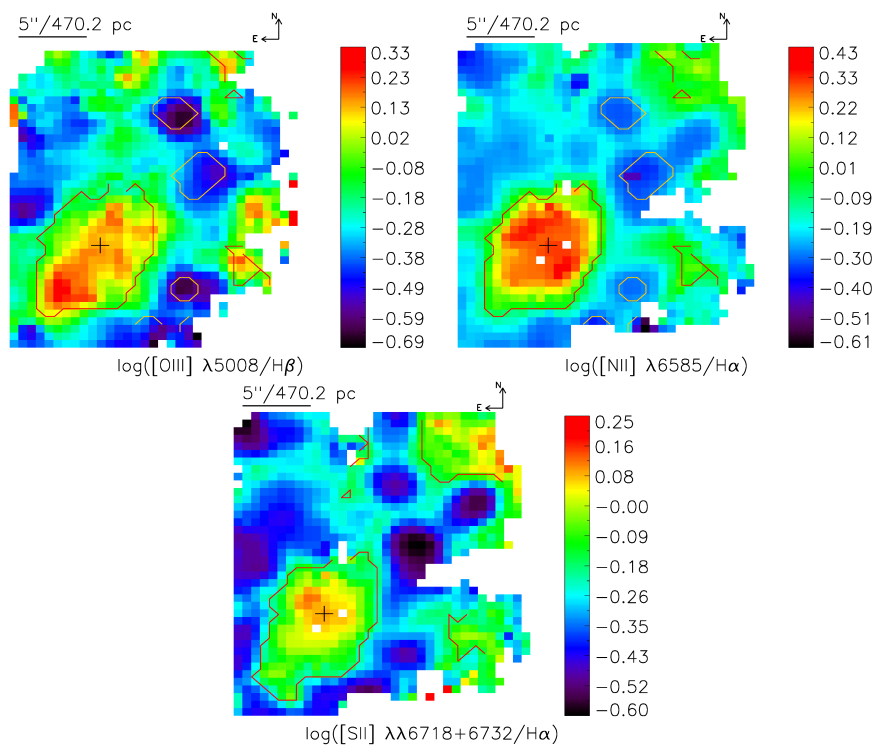 5''/470.2 pc
N
E
0.33
0.23
0.13
0.02
−0.08
−0.18
−0.28
−0.38
−0.49
−0.59
−0.69
log([OIII] λ5008/Hβ)
5''/470.2 pc
N
E
0.43
0.33
0.22
0.12
0.01
−0.09
−0.19
−0.30
−0.40
−0.51
−0.61
log([NII] λ6585/Hα)
5''/470.2 pc
N
E
0.25
0.16
0.08
−0.00
−0.09
−0.18
−0.26
−0.35
−0.43
−0.52
−0.60
log([SII] λλ6718+6732/Hα)